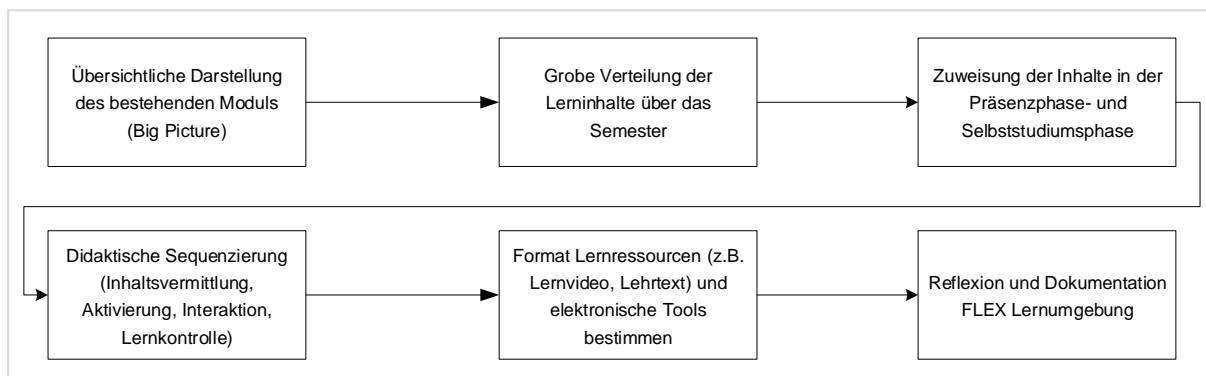 Übersichtliche Darstellung
des bestehenden Moduls
(Big Picture)
Grobe Verteilung der
Lerninhalte über das
Semester
Zuweisung der Inhalte in der
Präsenzphase- und
Selbststudiumsphase
Didaktische Sequenzierung
(Inhaltsvermittlung,
Aktivierung, Interaktion,
Lernkontrolle)
Format Lernressourcen (z.B.
Lernvideo, Lehrtext) und
elektronische Tools
bestimmen
Reflexion und Dokumentation
FLEX Lernumgebung